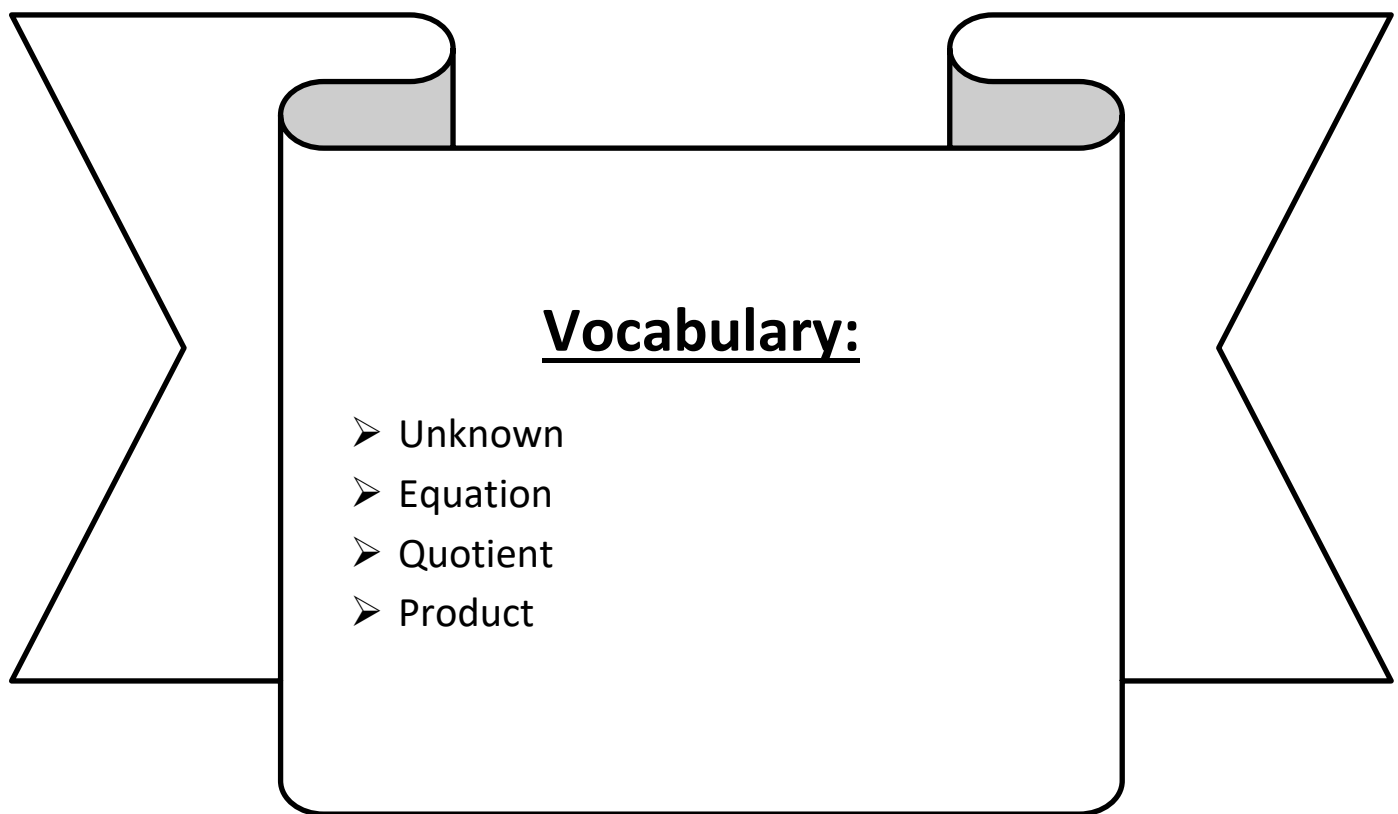 Vocabulary:
➢ Unknown
➢ Equation
➢ Quotient
➢ Product